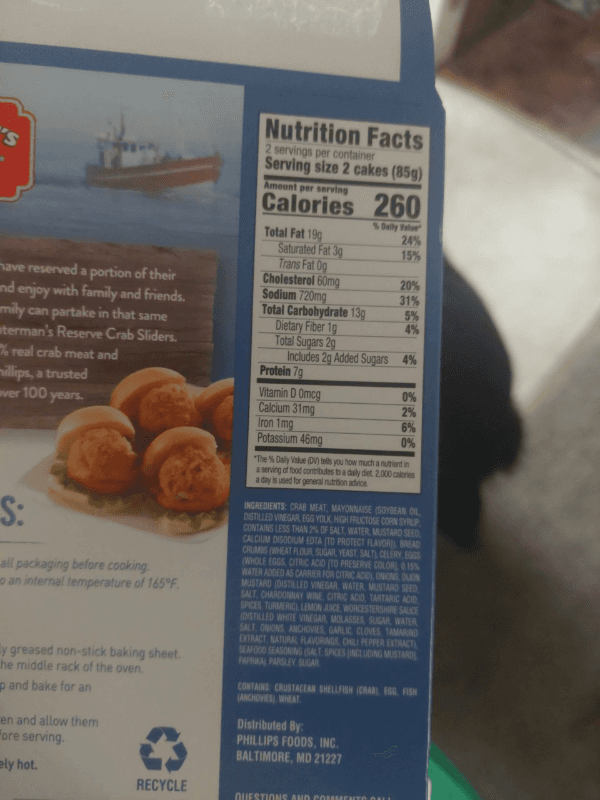 'S
have reserved a portion of their
nd enjoy with family and friends.
mily can partake in that same
terman's Reserve Crab Sliders.
% real crab meat and
illips, a trusted
ver 100 years.
S:
all packaging before cooking.
o an internal temperature of 165°F.
ly greased non-stick baking sheet.
he middle rack of the oven.
p and bake for an
en and allow them
fore serving.
ely hot.
RECYCLE
Nutrition Facts
2 servings per container
Serving size 2 cakes (85g)
Amount per serving
Calories 260
% Daily Value*
Total Fat 19g 24%
Saturated Fat 3g 15%
Trans Fat 0g
Cholesterol 60mg 20%
Sodium 720mg 31%
Total Carbohydrate 13g 5%
Dietary Fiber 1g 4%
Total Sugars 2g
Includes 2g Added Sugars 4%
Protein 7g
Vitamin D 0mcg 0%
Calcium 31mg 2%
Iron 1mg 6%
Potassium 46mg 0%
*The % Daily Value (DV) tells you how much a nutrient in
a serving of food contributes to a daily diet. 2,000 calories
a day is used for general nutrition advice.
INGREDIENTS: CRAB MEAT, MAYONNAISE (SOYBEAN OIL,
DISTILLED VINEGAR, EGG YOLK, HIGH FRUCTOSE CORN SYRUP,
CONTAINS LESS THAN 2% OF SALT, WATER, MUSTARD SEED,
CALCIUM DISODIUM EDTA (TO PROTECT FLAVOR)), BREAD
CRUMBS (WHEAT FLOUR, SUGAR, YEAST, SALT), CELERY, EGGS
(WHOLE EGGS, CITRIC ACID (TO PRESERVE COLOR), 0.15%
WATER ADDED AS CARRIER FOR CITRIC ACID), ONIONS, DIJON
MUSTARD (DISTILLED VINEGAR, WATER, MUSTARD SEED,
SALT, CHARDONNAY WINE, CITRIC ACID, TARTARIC ACID,
SPICES, TURMERIC), LEMON JUICE, WORCESTERSHIRE SAUCE
(DISTILLED WHITE VINEGAR, MOLASSES, SUGAR, WATER,
SALT, ONIONS, ANCHOVIES, GARLIC, CLOVES, TAMARIND
EXTRACT, NATURAL FLAVORINGS, CHILI PEPPER EXTRACT),
SEAFOOD SEASONING (SALT, SPICES (INCLUDING MUSTARD),
PAPRIKA), PARSLEY, SUGAR.
CONTAINS: CRUSTACEAN SHELLFISH (CRAB), EGG, FISH
(ANCHOVIES), WHEAT.
Distributed By:
PHILLIPS FOODS, INC.
BALTIMORE, MD 21227
QUESTIONS AND COMMENTS CALL